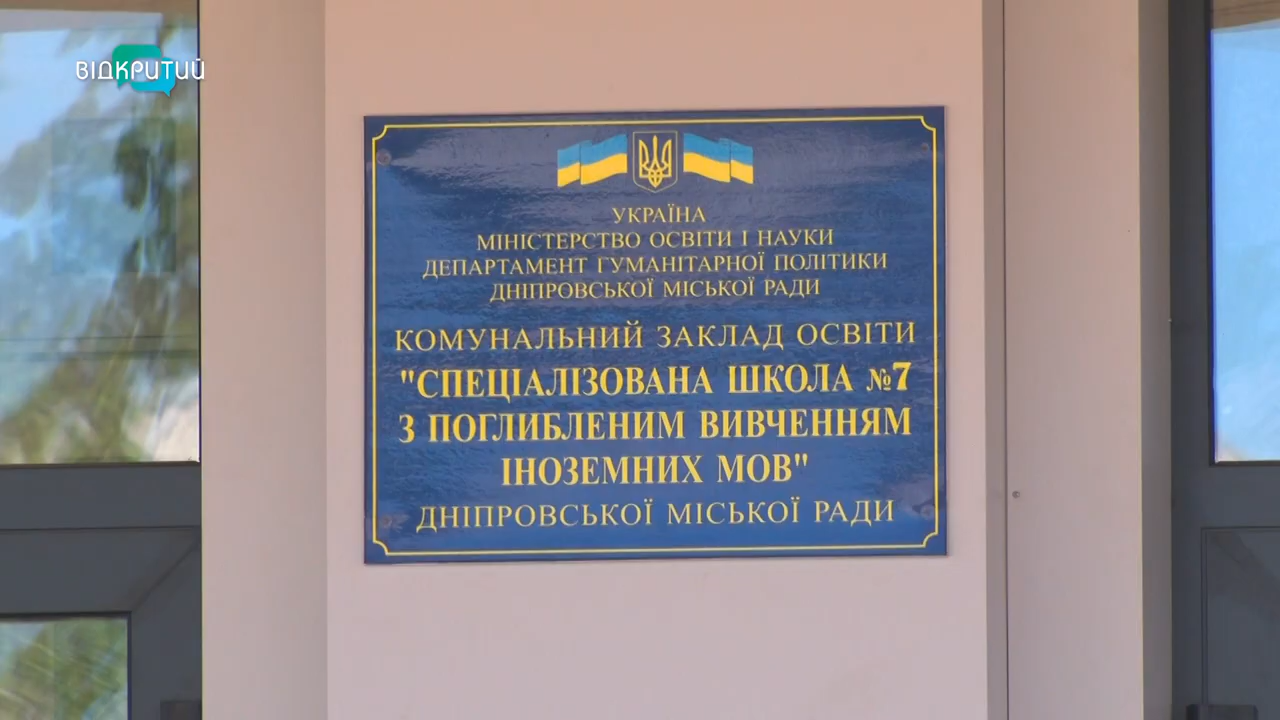 ВІДКРИТИЙ
УКРАЇНА
МІНІСТЕРСТВО ОСВІТИ І НАУКИ
ДЕПАРТАМЕНТ ГУМАНІТАРНОЇ ПОЛІТИКИ
ДНІПРОВСЬКОЇ МІСЬКОЇ РАДИ
КОМУНАЛЬНИЙ ЗАКЛАД ОСВІТИ
"СПЕЦІАЛІЗОВАНА ШКОЛА №7
З ПОГЛИБЛЕНИМ ВИВЧЕННЯМ
ІНОЗЕМНИХ МОВ"
ДНІПРОВСЬКОЇ МІСЬКОЇ РАДИ